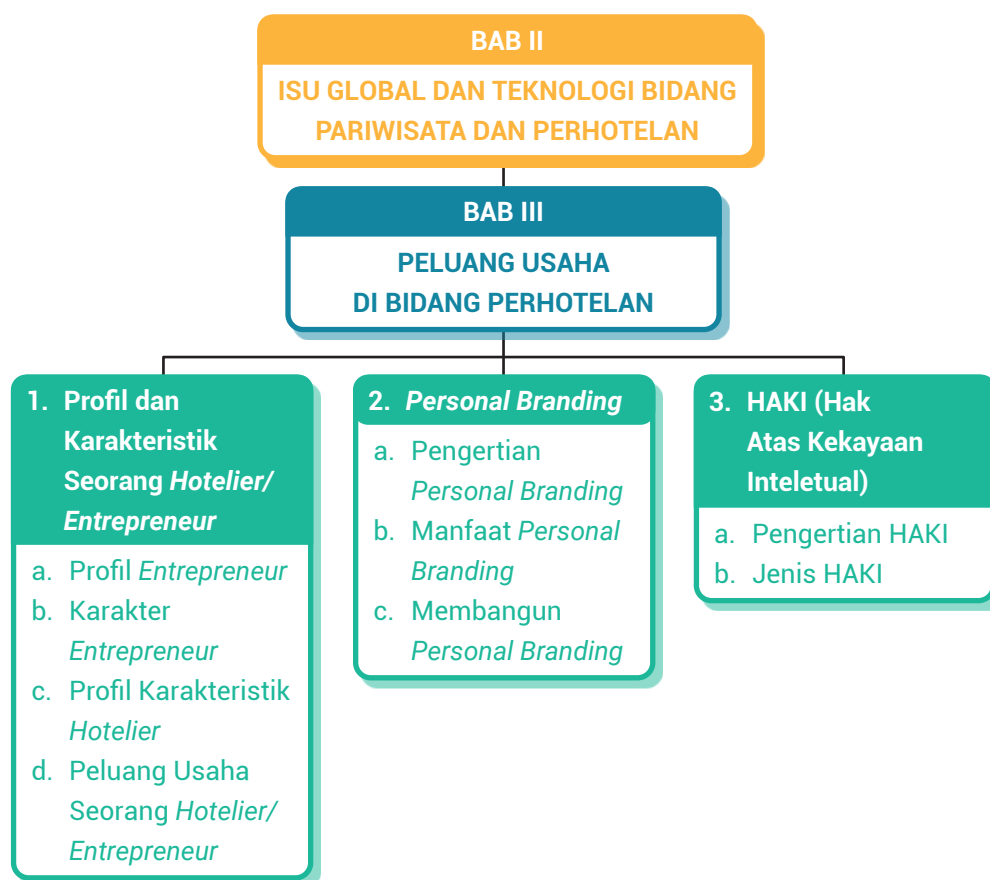 BAB II
ISU GLOBAL DAN TEKNOLOGI BIDANG
PARIWISATA DAN PERHOTELAN
BAB III
PELUANG USAHA
DI BIDANG PERHOTELAN
1. Profil dan
Karakteristik
Seorang Hotelier/
Entrepreneur
a. Profil Entrepreneur
b. Karakter
Entrepreneur
c. Profil Karakteristik
Hotelier
d. Peluang Usaha
Seorang Hotelier/
Entrepreneur
2. Personal Branding
a. Pengertian
Personal Branding
b. Manfaat Personal
Branding
c. Membangun
Personal Branding
3. HAKI (Hak
Atas Kekayaan
Inteletual)
a. Pengertian HAKI
b. Jenis HAKI